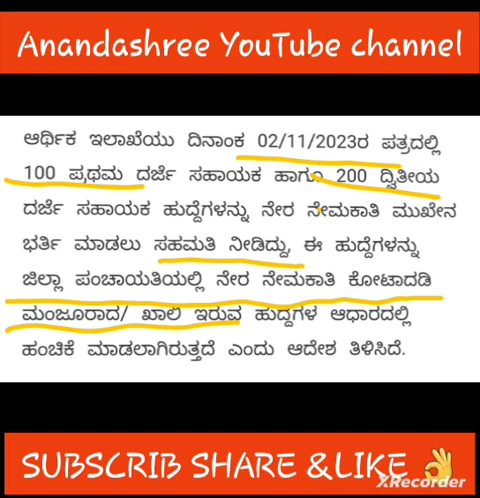 Anandashree YouTube channel
ಆರ್ಥಿಕ ಇಲಾಖೆಯು ದಿನಾಂಕ 02/11/2023ರ ಪತ್ರದಲ್ಲಿ
100 ಪ್ರಥಮ ದರ್ಜೆ ಸಹಾಯಕ ಹಾಗೂ 200 ದ್ವಿತೀಯ
ದರ್ಜೆ ಸಹಾಯಕ ಹುದ್ದೆಗಳನ್ನು ನೇರ ನೇಮಕಾತಿ ಮುಖೇನ
ಭರ್ತಿ ಮಾಡಲು ಸಹಮತಿ ನೀಡಿದ್ದು, ಈ ಹುದ್ದೆಗಳನ್ನು
ಜಿಲ್ಲಾ ಪಂಚಾಯತಿಯಲ್ಲಿ ನೇರ ನೇಮಕಾತಿ ಕೋಟಾದಡಿ
ಮಂಜೂರಾದ/ ಖಾಲಿ ಇರುವ ಹುದ್ದೆಗಳ ಆಧಾರದಲ್ಲಿ
ಹಂಚಿಕೆ ಮಾಡಲಾಗಿರುತ್ತದೆ ಎಂದು ಆದೇಶ ತಿಳಿಸಿದೆ.
SUBSCRIB SHARE &LIKE 👌
XRecorder